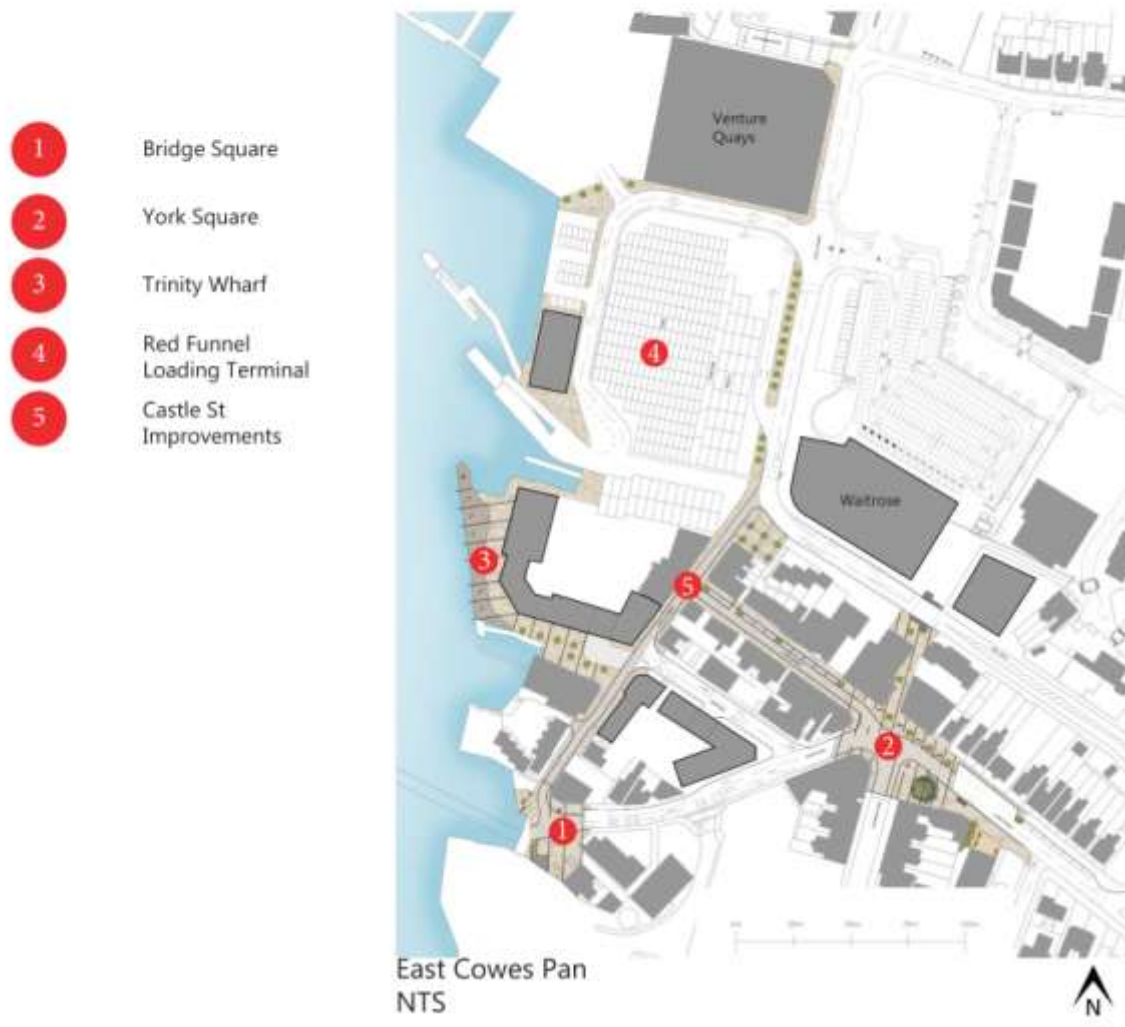 1
Bridge Square
2
York Square
3
Trinity Wharf
4
Red Funnel
Loading Terminal
5
Castle St
Improvements
Venture
Quays
4
Waitrose
3
5
2
1
East Cowes Pan
NTS
N